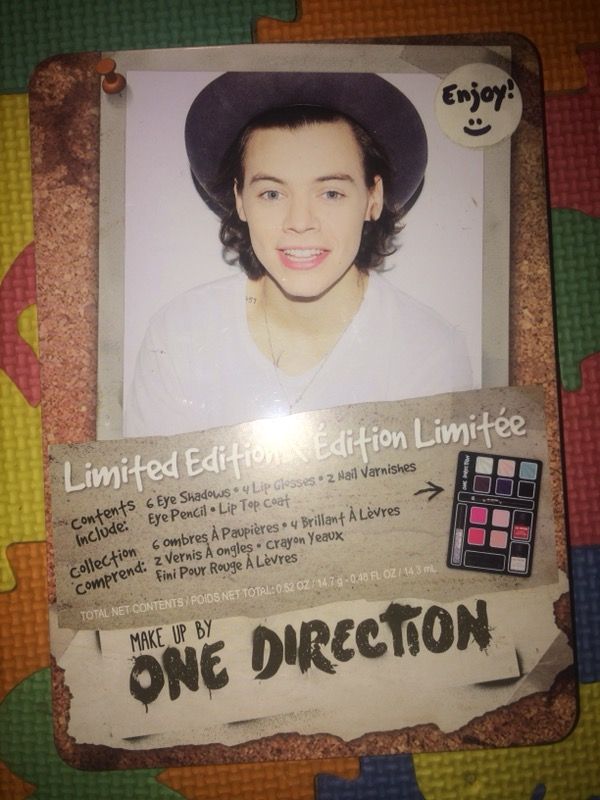 Enjoy!
Limited Edition Édition Limitée
Contents Include:
6 Eye Shadows • 4 Lip Glosses • 2 Nail Varnishes
Eye Pencil • Lip Top Coat
Collection Comprend:
6 Ombres À Paupières • 4 Brillant À Lèvres
2 Vernis À Ongles • Crayon Yeaux
Fini Pour Rouge À Lèvres
TOTAL NET CONTENTS / POIDS NET TOTAL: 0.52 OZ / 14.7 g - 0.48 FL OZ / 14.3 mL
MAKE UP BY
ONE DIRECTION
ONE DIRECTION